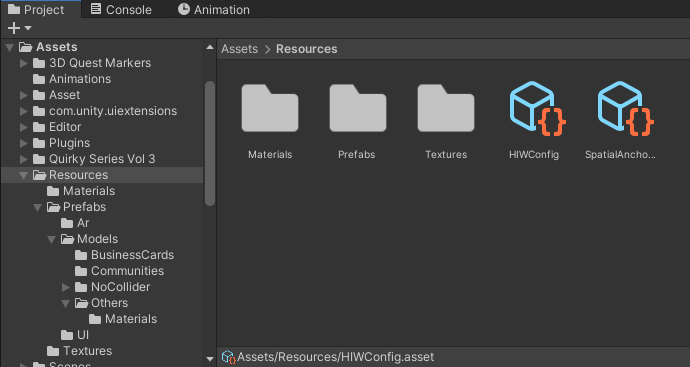 Project
Console
Animation
Assets
3D Quest Markers
Animations
Asset
com.unity.uiextensions
Editor
Plugins
Quirky Series Vol 3
Resources
Materials
Prefabs
Ar
Models
BusinessCards
Communities
NoCollider
Others
Materials
UI
Textures
Scenes
Assets > Resources
Materials
Prefabs
Textures
HIWConfig
SpatialAncho...
Assets/Resources/HIWConfig.asset